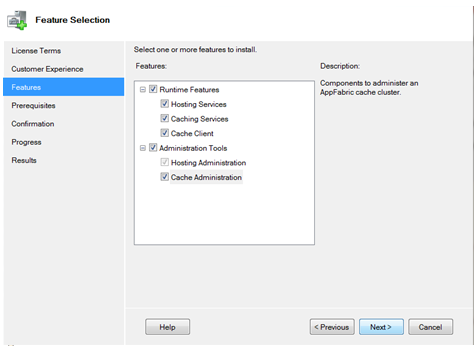 Feature Selection
License Terms
Customer Experience
Features
Prerequisites
Confirmation
Progress
Results
Select one or more features to install.
Features:
Runtime Features
Hosting Services
Caching Services
Cache Client
Administration Tools
Hosting Administration
Cache Administration
Description:
Components to administer an
AppFabric cache cluster.
Help
< Previous
Next >
Cancel